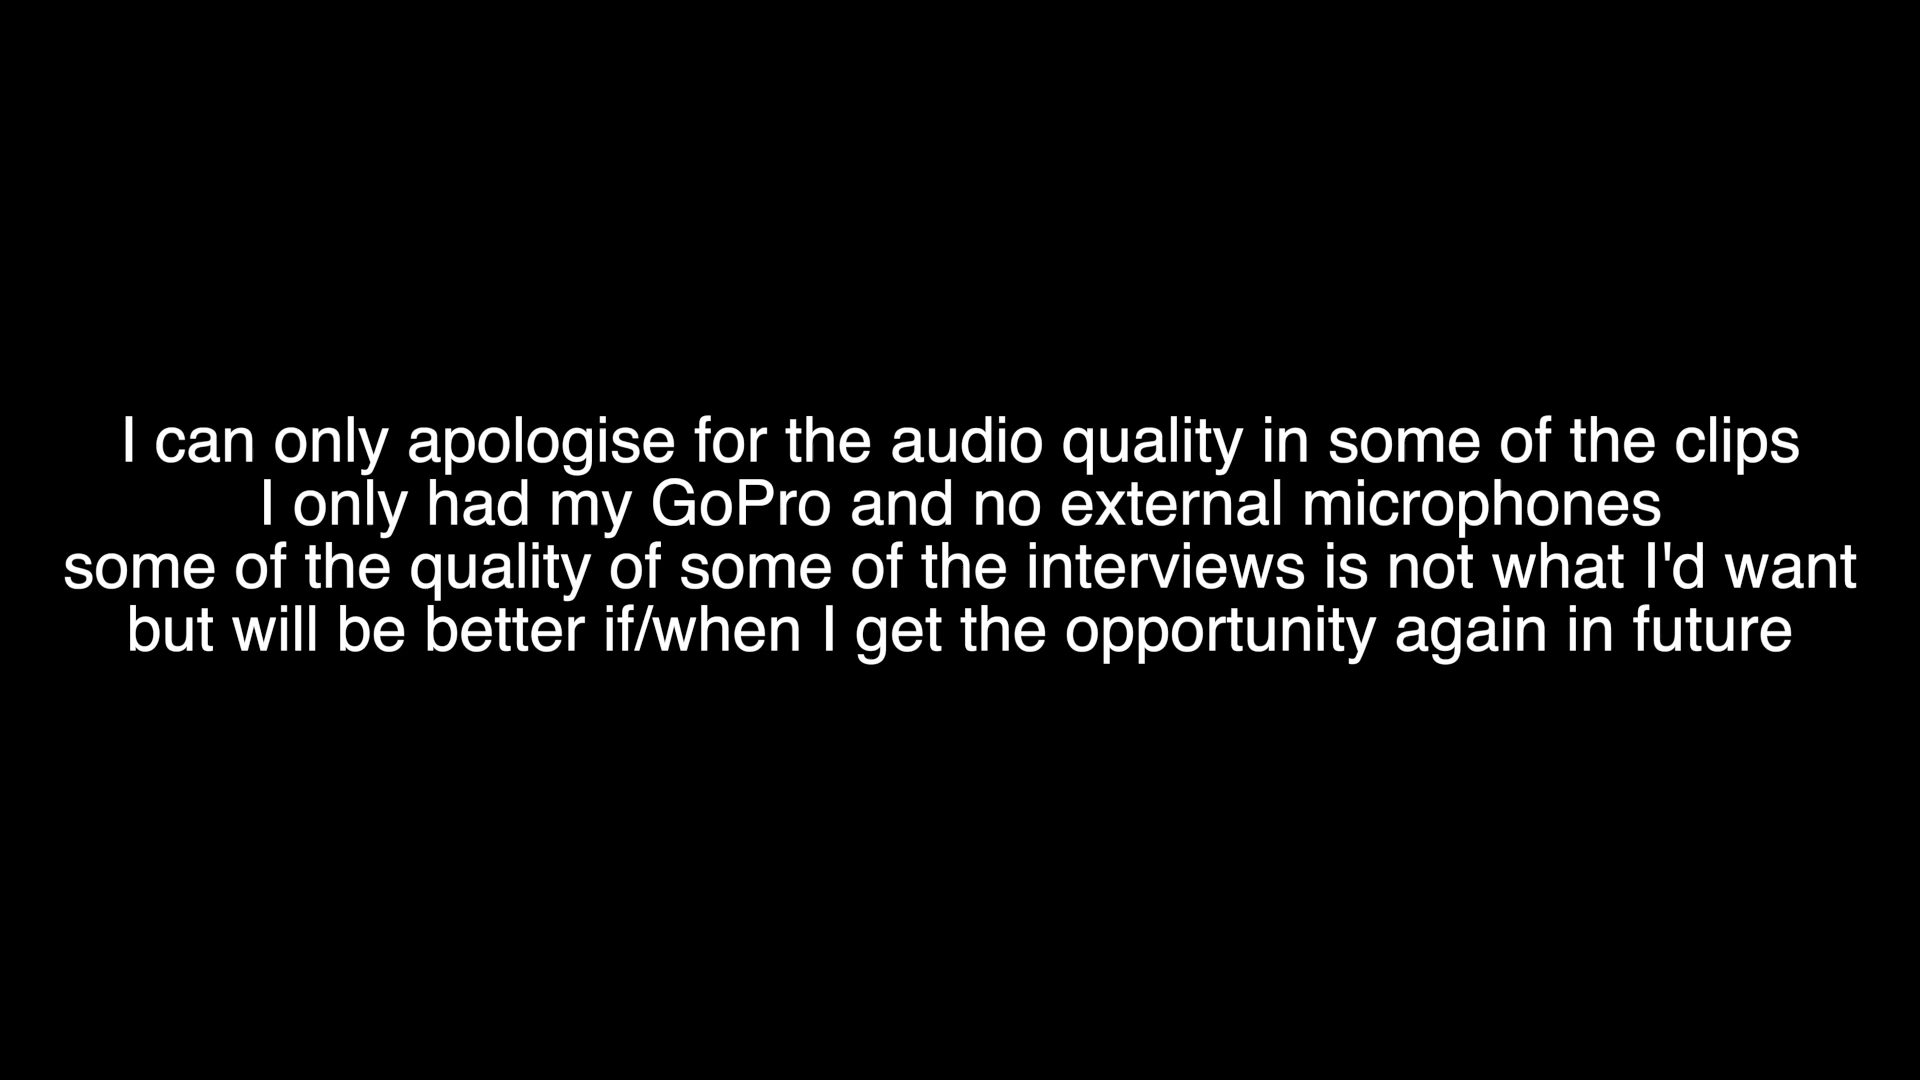 I can only apologise for the audio quality in some of the clips
I only had my GoPro and no external microphones
some of the quality of some of the interviews is not what I'd want
but will be better if/when I get the opportunity again in future